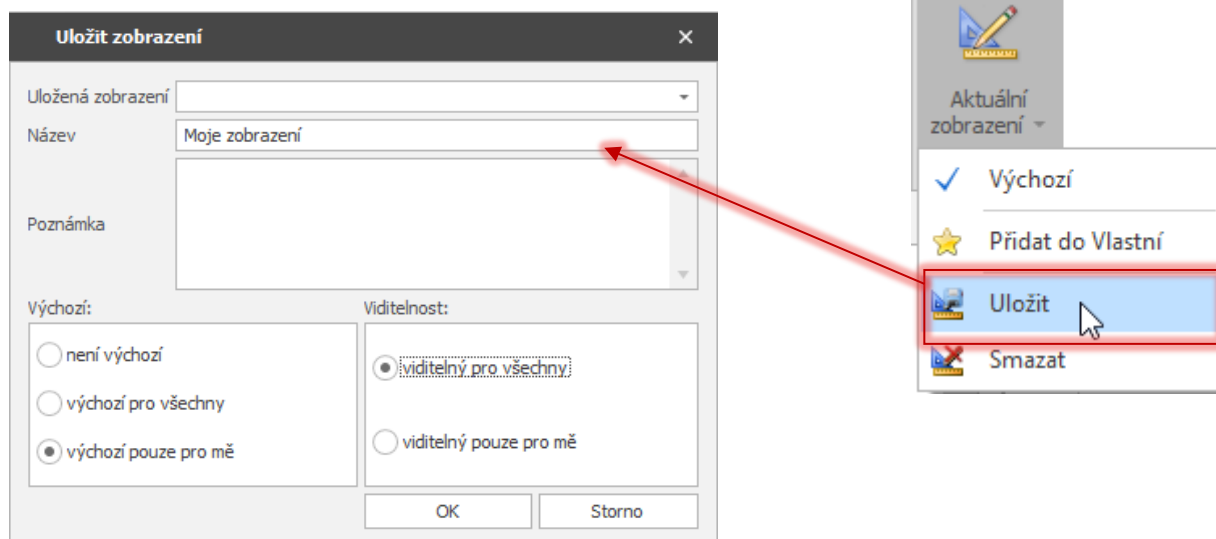 Uložit zobrazení
Uložená zobrazení
Název
Moje zobrazení
Poznámka
Výchozí:
není výchozí
výchozí pro všechny
výchozí pouze pro mě
Viditelnost:
viditelný pro všechny
viditelný pouze pro mě
OK
Storno
Aktuální
zobrazení
Výchozí
Přidat do Vlastní
Uložit
Smazat